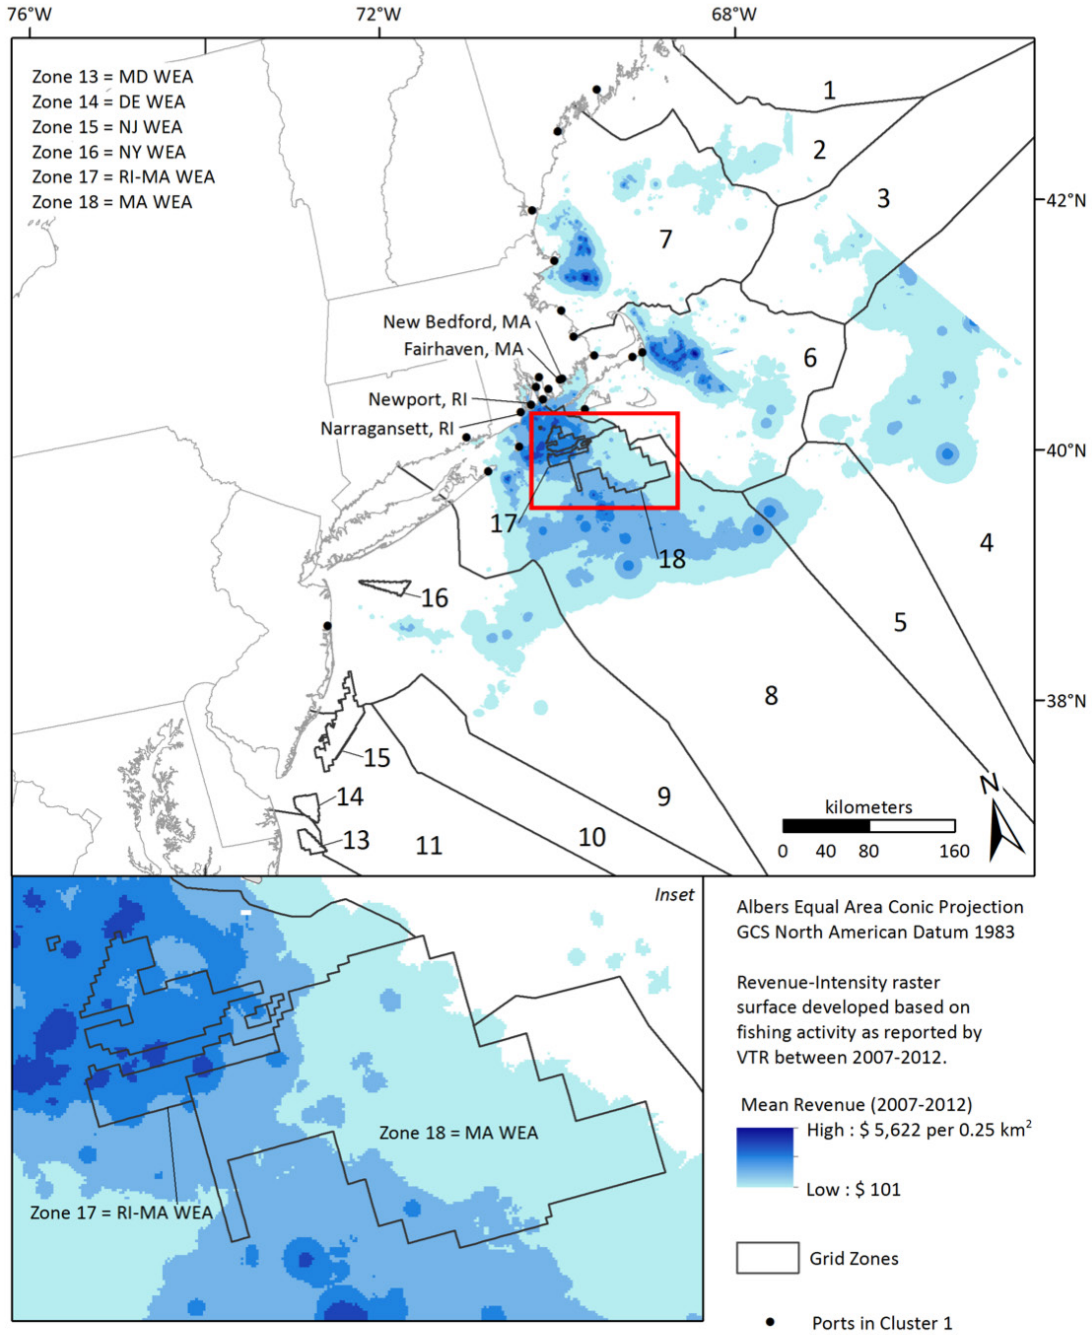 76°W
72°W
68°W
Zone 13 = MD WEA
Zone 14 = DE WEA
Zone 15 = NJ WEA
Zone 16 = NY WEA
Zone 17 = RI-MA WEA
Zone 18 = MA WEA
1
2
3
42°N
7
New Bedford, MA
Fairhaven, MA
6
Newport, RI
Narragansett, RI
40°N
17
18
4
16
5
8
38°N
15
14
9
13
11
10
N
kilometers
0 40 80 160
Inset
Zone 18 = MA WEA
Zone 17 = RI-MA WEA
Albers Equal Area Conic Projection
GCS North American Datum 1983
Revenue-Intensity raster
surface developed based on
fishing activity as reported by
VTR between 2007-2012.
Mean Revenue (2007-2012)
High : $ 5,622 per 0.25 km²
Low : $ 101
Grid Zones
Ports in Cluster 1